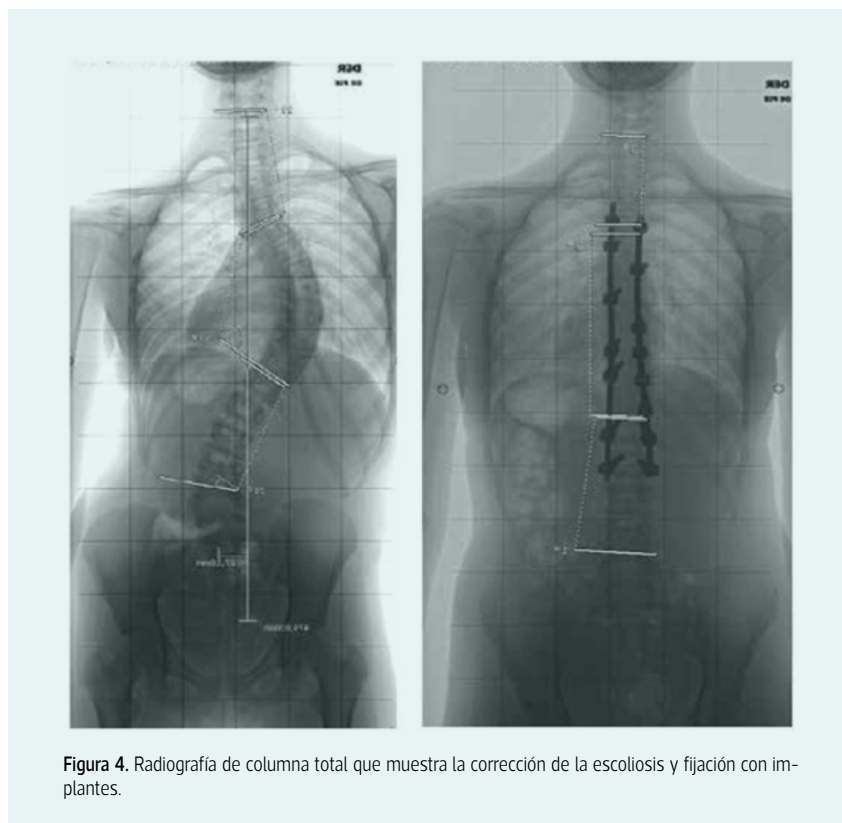 DER
DE PIE
DER
DE PIE
Figura 4. Radiografía de columna total que muestra la corrección de la escoliosis y fijación con im-
plantes.